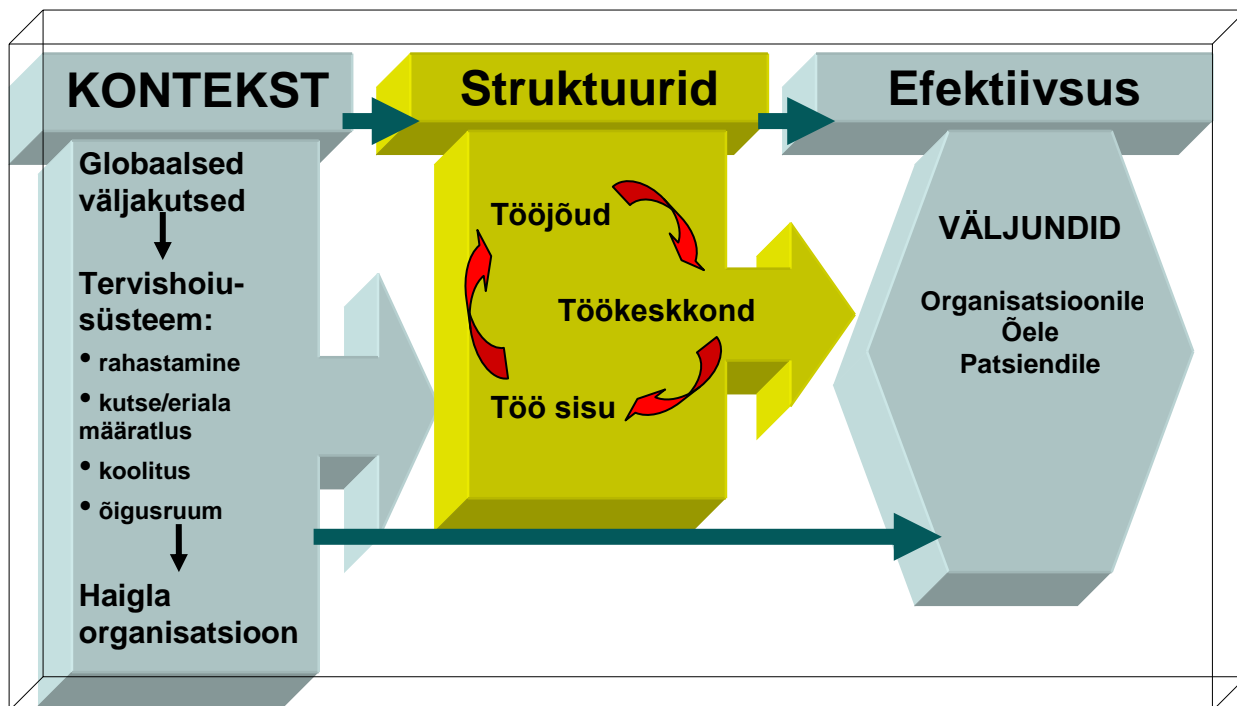 KONTEKST
Globaalsed
väljakutsed
Tervishoiu-
süsteem:
• rahastamine
• kutse/eriala
määratlus
• koolitus
• õigusruum
Haigla
organisatsioon
Struktuurid
Tööjõud
Töökeskkond
Töö sisu
Efektiivsus
VÄLJUNDID
Organisatsioonile
Õele
Patsiendile